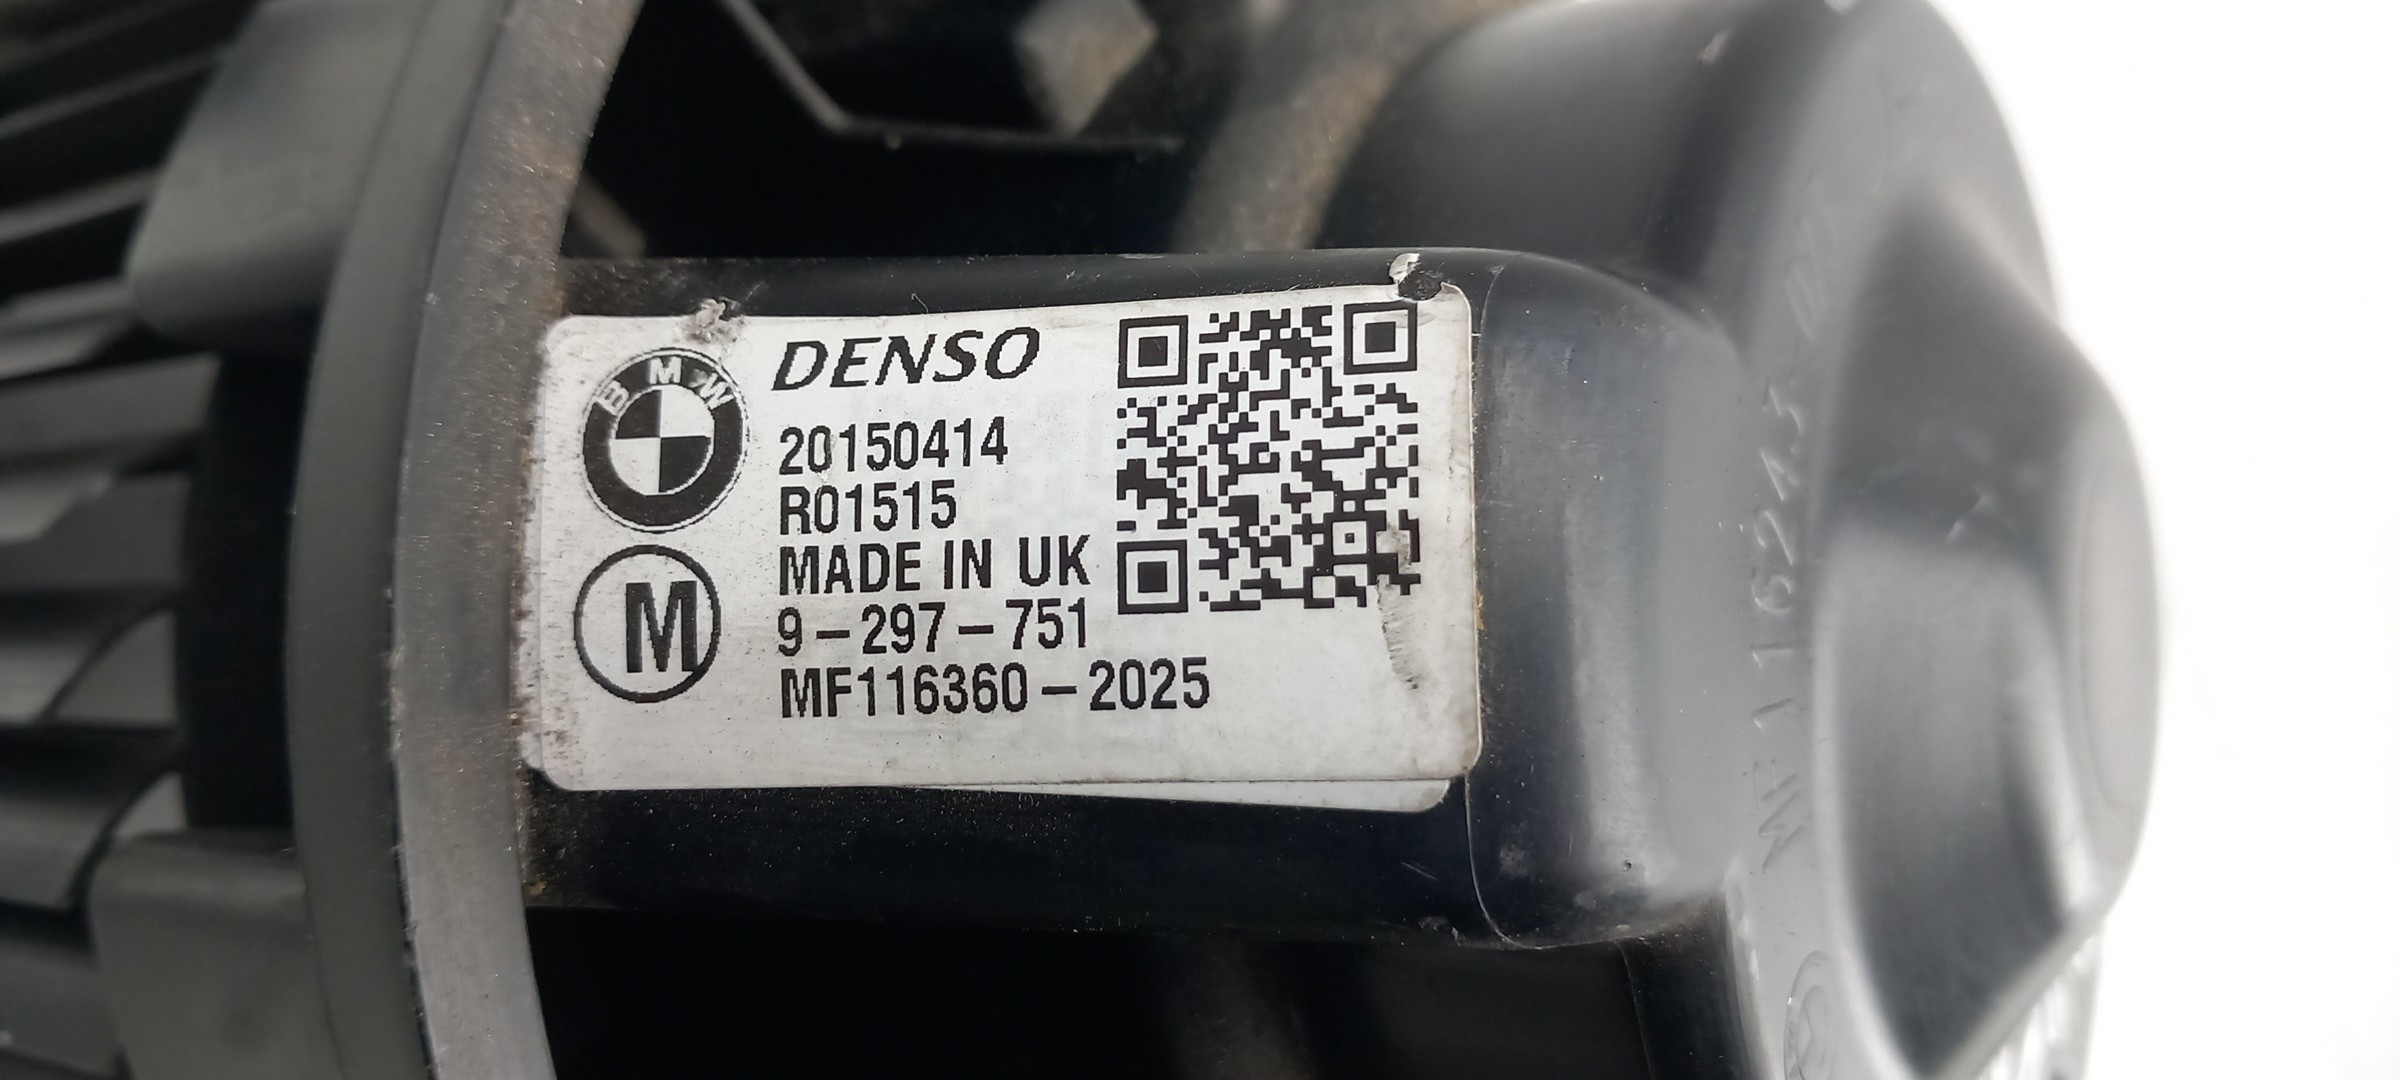 BMW
DENSO
20150414
R01515
MADE IN UK
9-297-751
M
MF116360-2025